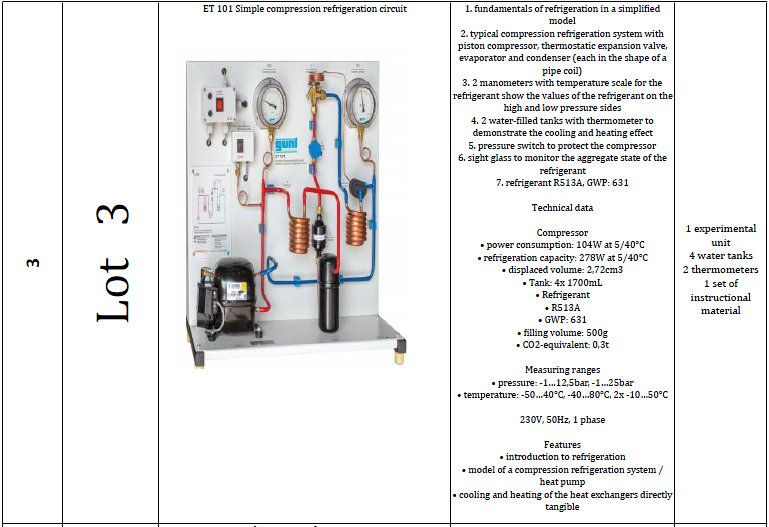 3
Lot 3
ET 101 Simple compression refrigeration circuit
gunt
1. fundamentals of refrigeration in a simplified
model
2. typical compression refrigeration system with
piston compressor, thermostatic expansion valve,
evaporator and condenser (each in the shape of a
pipe coil)
3. 2 manometers with temperature scale for the
refrigerant show the values of the refrigerant on the
high and low pressure sides
4. 2 water-filled tanks with thermometer to
demonstrate the cooling and heating effect
5. pressure switch to protect the compressor
6. sight glass to monitor the aggregate state of the
refrigerant
7. refrigerant R513A, GWP: 631
Technical data
Compressor
• power consumption: 104W at 5/40°C
• refrigeration capacity: 278W at 5/40°C
• displaced volume: 2,72cm3
• Tank: 4x 1700mL
• Refrigerant
• R513A
• GWP: 631
• filling volume: 500g
• CO2-equivalent: 0,3t
Measuring ranges
• pressure: -1...12,5bar, -1...25bar
• temperature: -50...40°C, -40...80°C, 2x -10...50°C
230V, 50Hz, 1 phase
Features
• introduction to refrigeration
• model of a compression refrigeration system /
heat pump
• cooling and heating of the heat exchangers directly
tangible
1 experimental
unit
4 water tanks
2 thermometers
1 set of
instructional
material